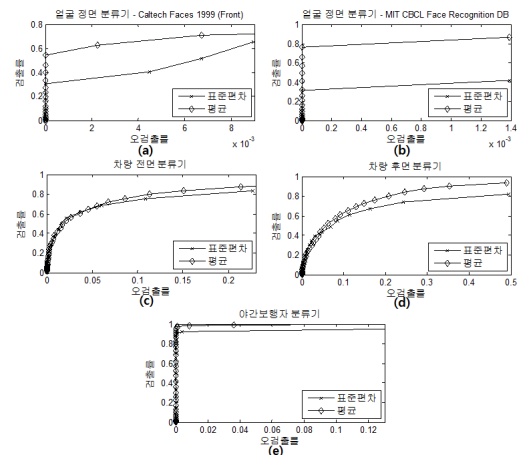 얼굴 정면 분류기 - Caltech Faces 1999 (Front)
0.8
0.6
0.4
0.2
0
검출률
표준편차
평균
0 2 4 6 8
x 10⁻³
오검출률
(a)
얼굴 정면 분류기 - MIT CBCL Face Recognition DB
1
0.8
0.6
0.4
0.2
0
검출률
표준편차
평균
0 0.2 0.4 0.6 0.8 1 1.2 1.4
x 10⁻³
오검출률
(b)
차량 전면 분류기
1
0.8
0.6
0.4
0.2
0
검출률
표준편차
평균
0 0.05 0.1 0.15 0.2
오검출률
(c)
차량 후면 분류기
1
0.8
0.6
0.4
0.2
0
검출률
표준편차
평균
0 0.1 0.2 0.3 0.4 0.5
오검출률
(d)
야간보행자 분류기
1
0.8
0.6
0.4
0.2
0
검출률
표준편차
평균
0 0.02 0.04 0.06 0.08 0.1 0.12
오검출률
(e)